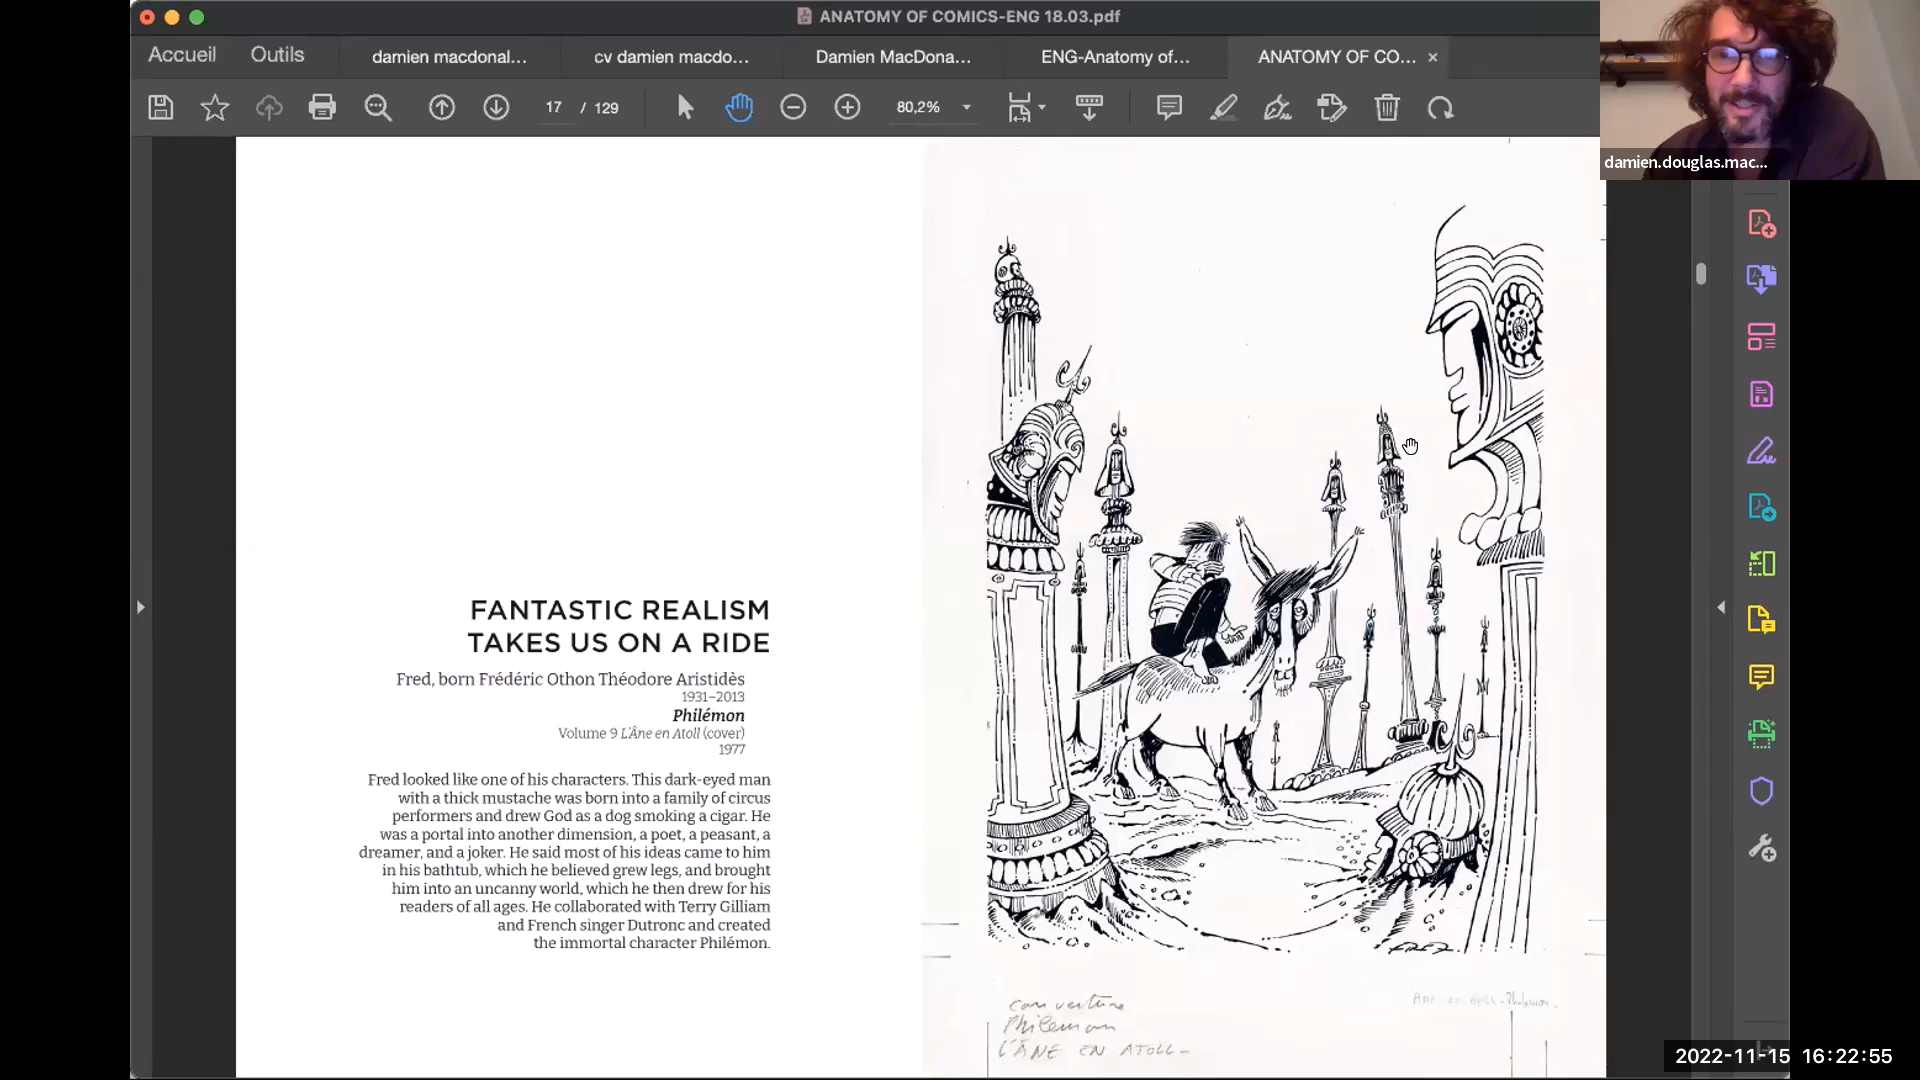 ANATOMY OF COMICS-ENG 18.03.pdf
Accueil
Outils
damien macdonal...
cv damien macdo...
Damien MacDona...
ENG-Anatomy of...
ANATOMY OF CO... ×
17 / 129
80,2%
damien.douglas.mac...
FANTASTIC REALISM
TAKES US ON A RIDE
Fred, born Frédéric Othon Théodore Aristidès
1931–2013
Philémon
Volume 9 L'Âne en Atoll (cover)
1977
Fred looked like one of his characters. This dark-eyed man
with a thick mustache was born into a family of circus
performers and drew God as a dog smoking a cigar. He
was a portal into another dimension, a poet, a peasant, a
dreamer, and a joker. He said most of his ideas came to him
in his bathtub, which he believed grew legs, and brought
him into an uncanny world, which he then drew for his
readers of all ages. He collaborated with Terry Gilliam
and French singer Dutronc and created
the immortal character Philémon.
couverture
Philemon
L'ÂNE EN ATOLL -
2022-11-15 16:22:55